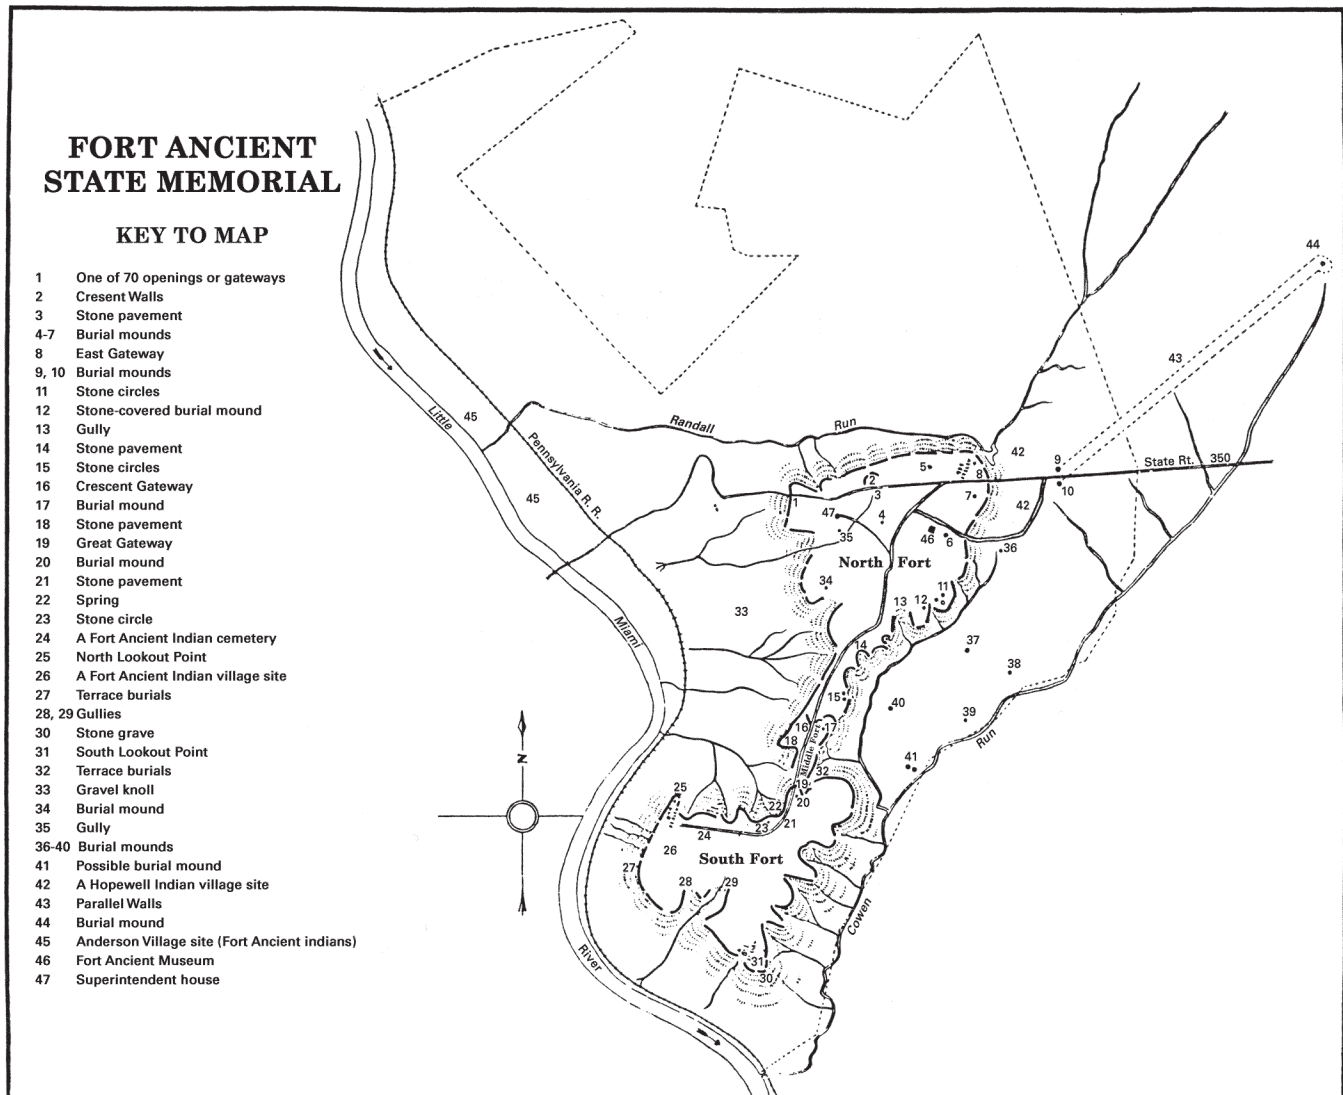 FORT ANCIENT
STATE MEMORIAL
KEY TO MAP
1 One of 70 openings or gateways
2 Cresent Walls
3 Stone pavement
4-7 Burial mounds
8 East Gateway
9, 10 Burial mounds
11 Stone circles
12 Stone-covered burial mound
13 Gully
14 Stone pavement
15 Stone circles
16 Crescent Gateway
17 Burial mound
18 Stone pavement
19 Great Gateway
20 Burial mound
21 Stone pavement
22 Spring
23 Stone circle
24 A Fort Ancient Indian cemetery
25 North Lookout Point
26 A Fort Ancient Indian village site
27 Terrace burials
28, 29 Gullies
30 Stone grave
31 South Lookout Point
32 Terrace burials
33 Gravel knoll
34 Burial mound
35 Gully
36-40 Burial mounds
41 Possible burial mound
42 A Hopewell Indian village site
43 Parallel Walls
44 Burial mound
45 Anderson Village site (Fort Ancient indians)
46 Fort Ancient Museum
47 Superintendent house
44
43
45
Little
Randall
Run
Pennsylvania R. R.
42
9
State Rt. 350
5
8
2
10
3
7
1
45
47
4
42
35
46
6
36
North Fort
34
11
13
12
33
Miami
14
37
38
15
40
39
16
17
18
Middle Fort
Run
41
N
32
19
25
20
22
21
23
24
26
South Fort
27
28
29
Cowen
River
31
30